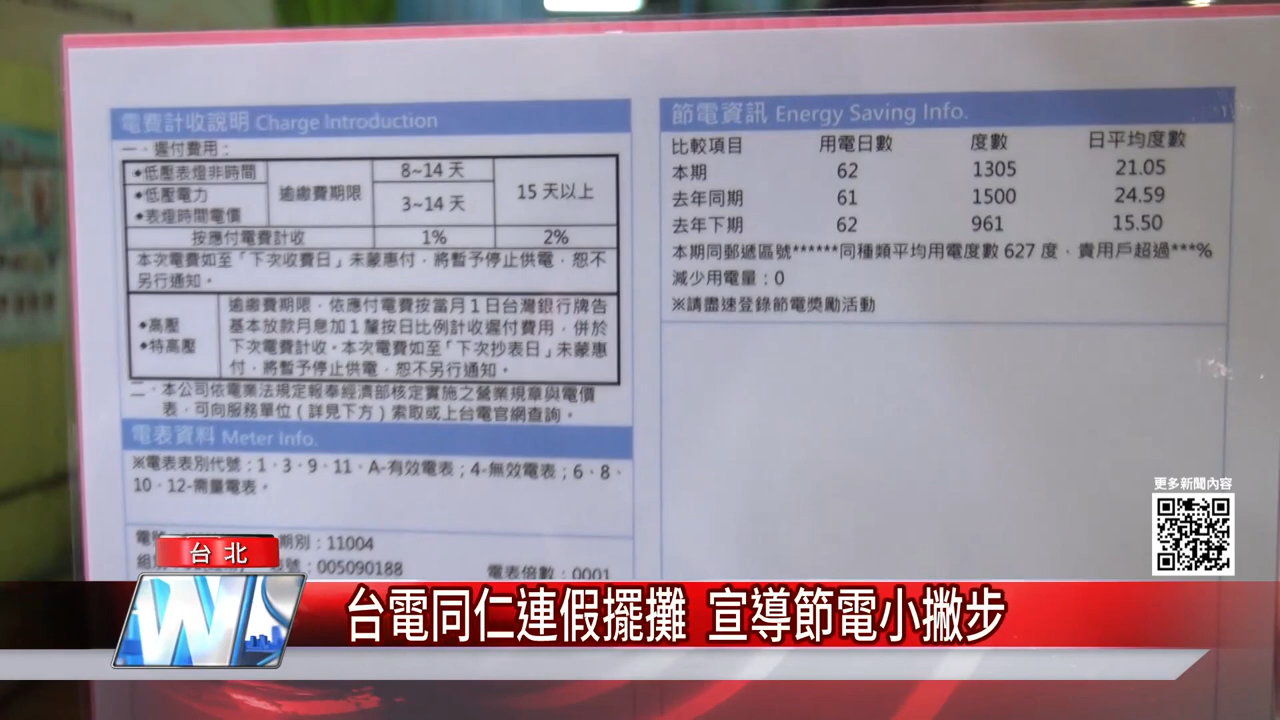 電費計收說明 Charge Introduction
一、遲付費用：
◆低壓表燈非時間
◆低壓電力
◆表燈時間電價
逾繳費期限
8~14 天
3~14 天
15 天以上
按應付電費計收
1%
2%
本次電費如至「下次收費日」未蒙惠付，將暫予停止供電，恕不
另行通知。
◆高壓
◆特高壓
逾繳費期限，依應付電費按當月1日台灣銀行牌告
基本放款月息加1釐按日比例計收遲付費用，併於
下次電費計收。本次電費如至「下次抄表日」未蒙惠
付，將暫予停止供電，恕不另行通知。
二、本公司依電業法規定報奉經濟部核定實施之營業規章與電價
表，可向服務單位（詳見下方）索取或上台電官網查詢。
電表資料 Meter Info.
※電表表別代號：1、3、9、11、A-有效電表；4-無效電表；6、8、
10、12-需量電表。
期別：11004
號：005090188
電表倍數：0001
節電資訊 Energy Saving Info.
比較項目 用電日數 度數 日平均度數
本期 62 1305 21.05
去年同期 61 1500 24.59
去年下期 62 961 15.50
本期同郵遞區號******同種類平均用電度數 627 度，貴用戶超過***%
減少用電量：0
※請盡速登錄節電獎勵活動
更多新聞內容
台北
W
台電同仁連假擺攤 宣導節電小撇步